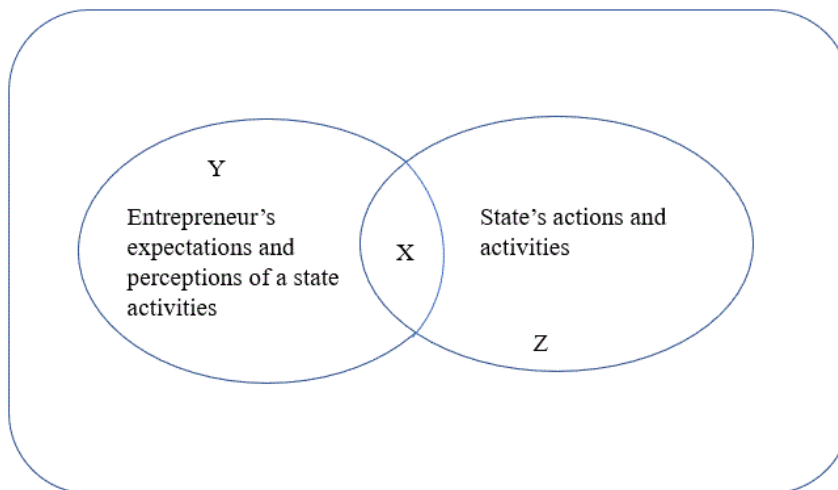 Y
Entrepreneur’s
expectations and
perceptions of a state
activities
X
State’s actions and
activities
Z